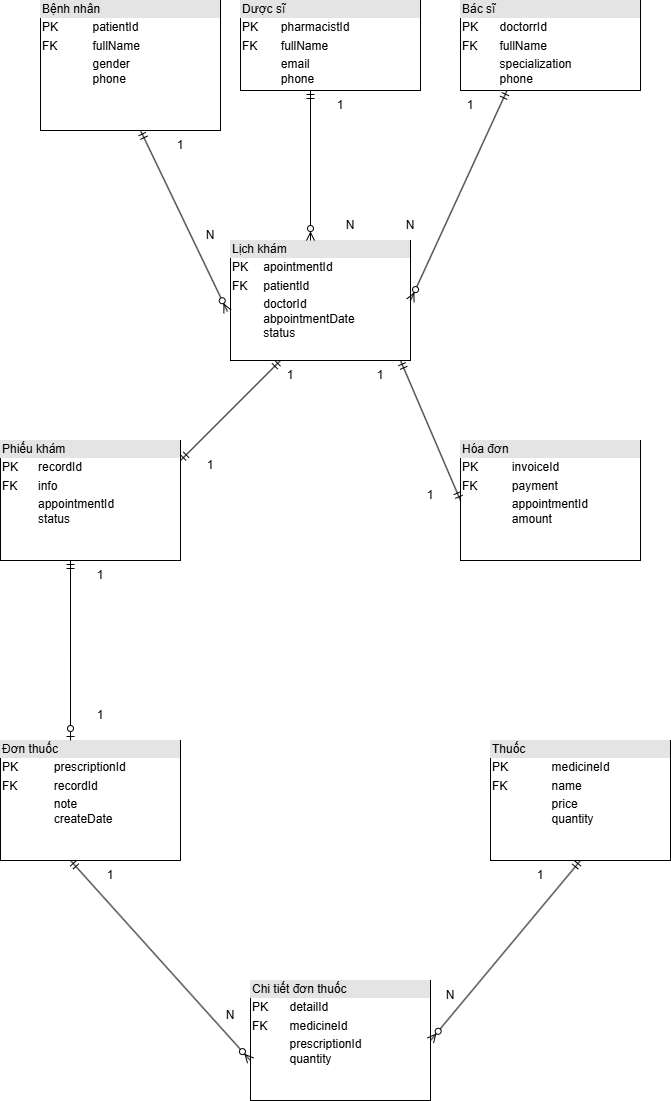 Bệnh nhân
PK patientId
FK fullName
gender
phone
Dược sĩ
PK pharmacistId
FK fullName
email
phone
Bác sĩ
PK doctorrId
FK fullName
specialization
phone
1
1
1
N
N
N
Lịch khám
PK apointmentId
FK patientId
doctorId
abpointmentDate
status
1
1
1
1
Phiếu khám
PK recordId
FK info
appointmentId
status
Hóa đơn
PK invoiceId
FK payment
appointmentId
amount
1
1
Đơn thuốc
PK prescriptionId
FK recordId
note
createDate
Thuốc
PK medicineId
FK name
price
quantity
1
1
N
N
Chi tiết đơn thuốc
PK detailId
FK medicineId
prescriptionId
quantity